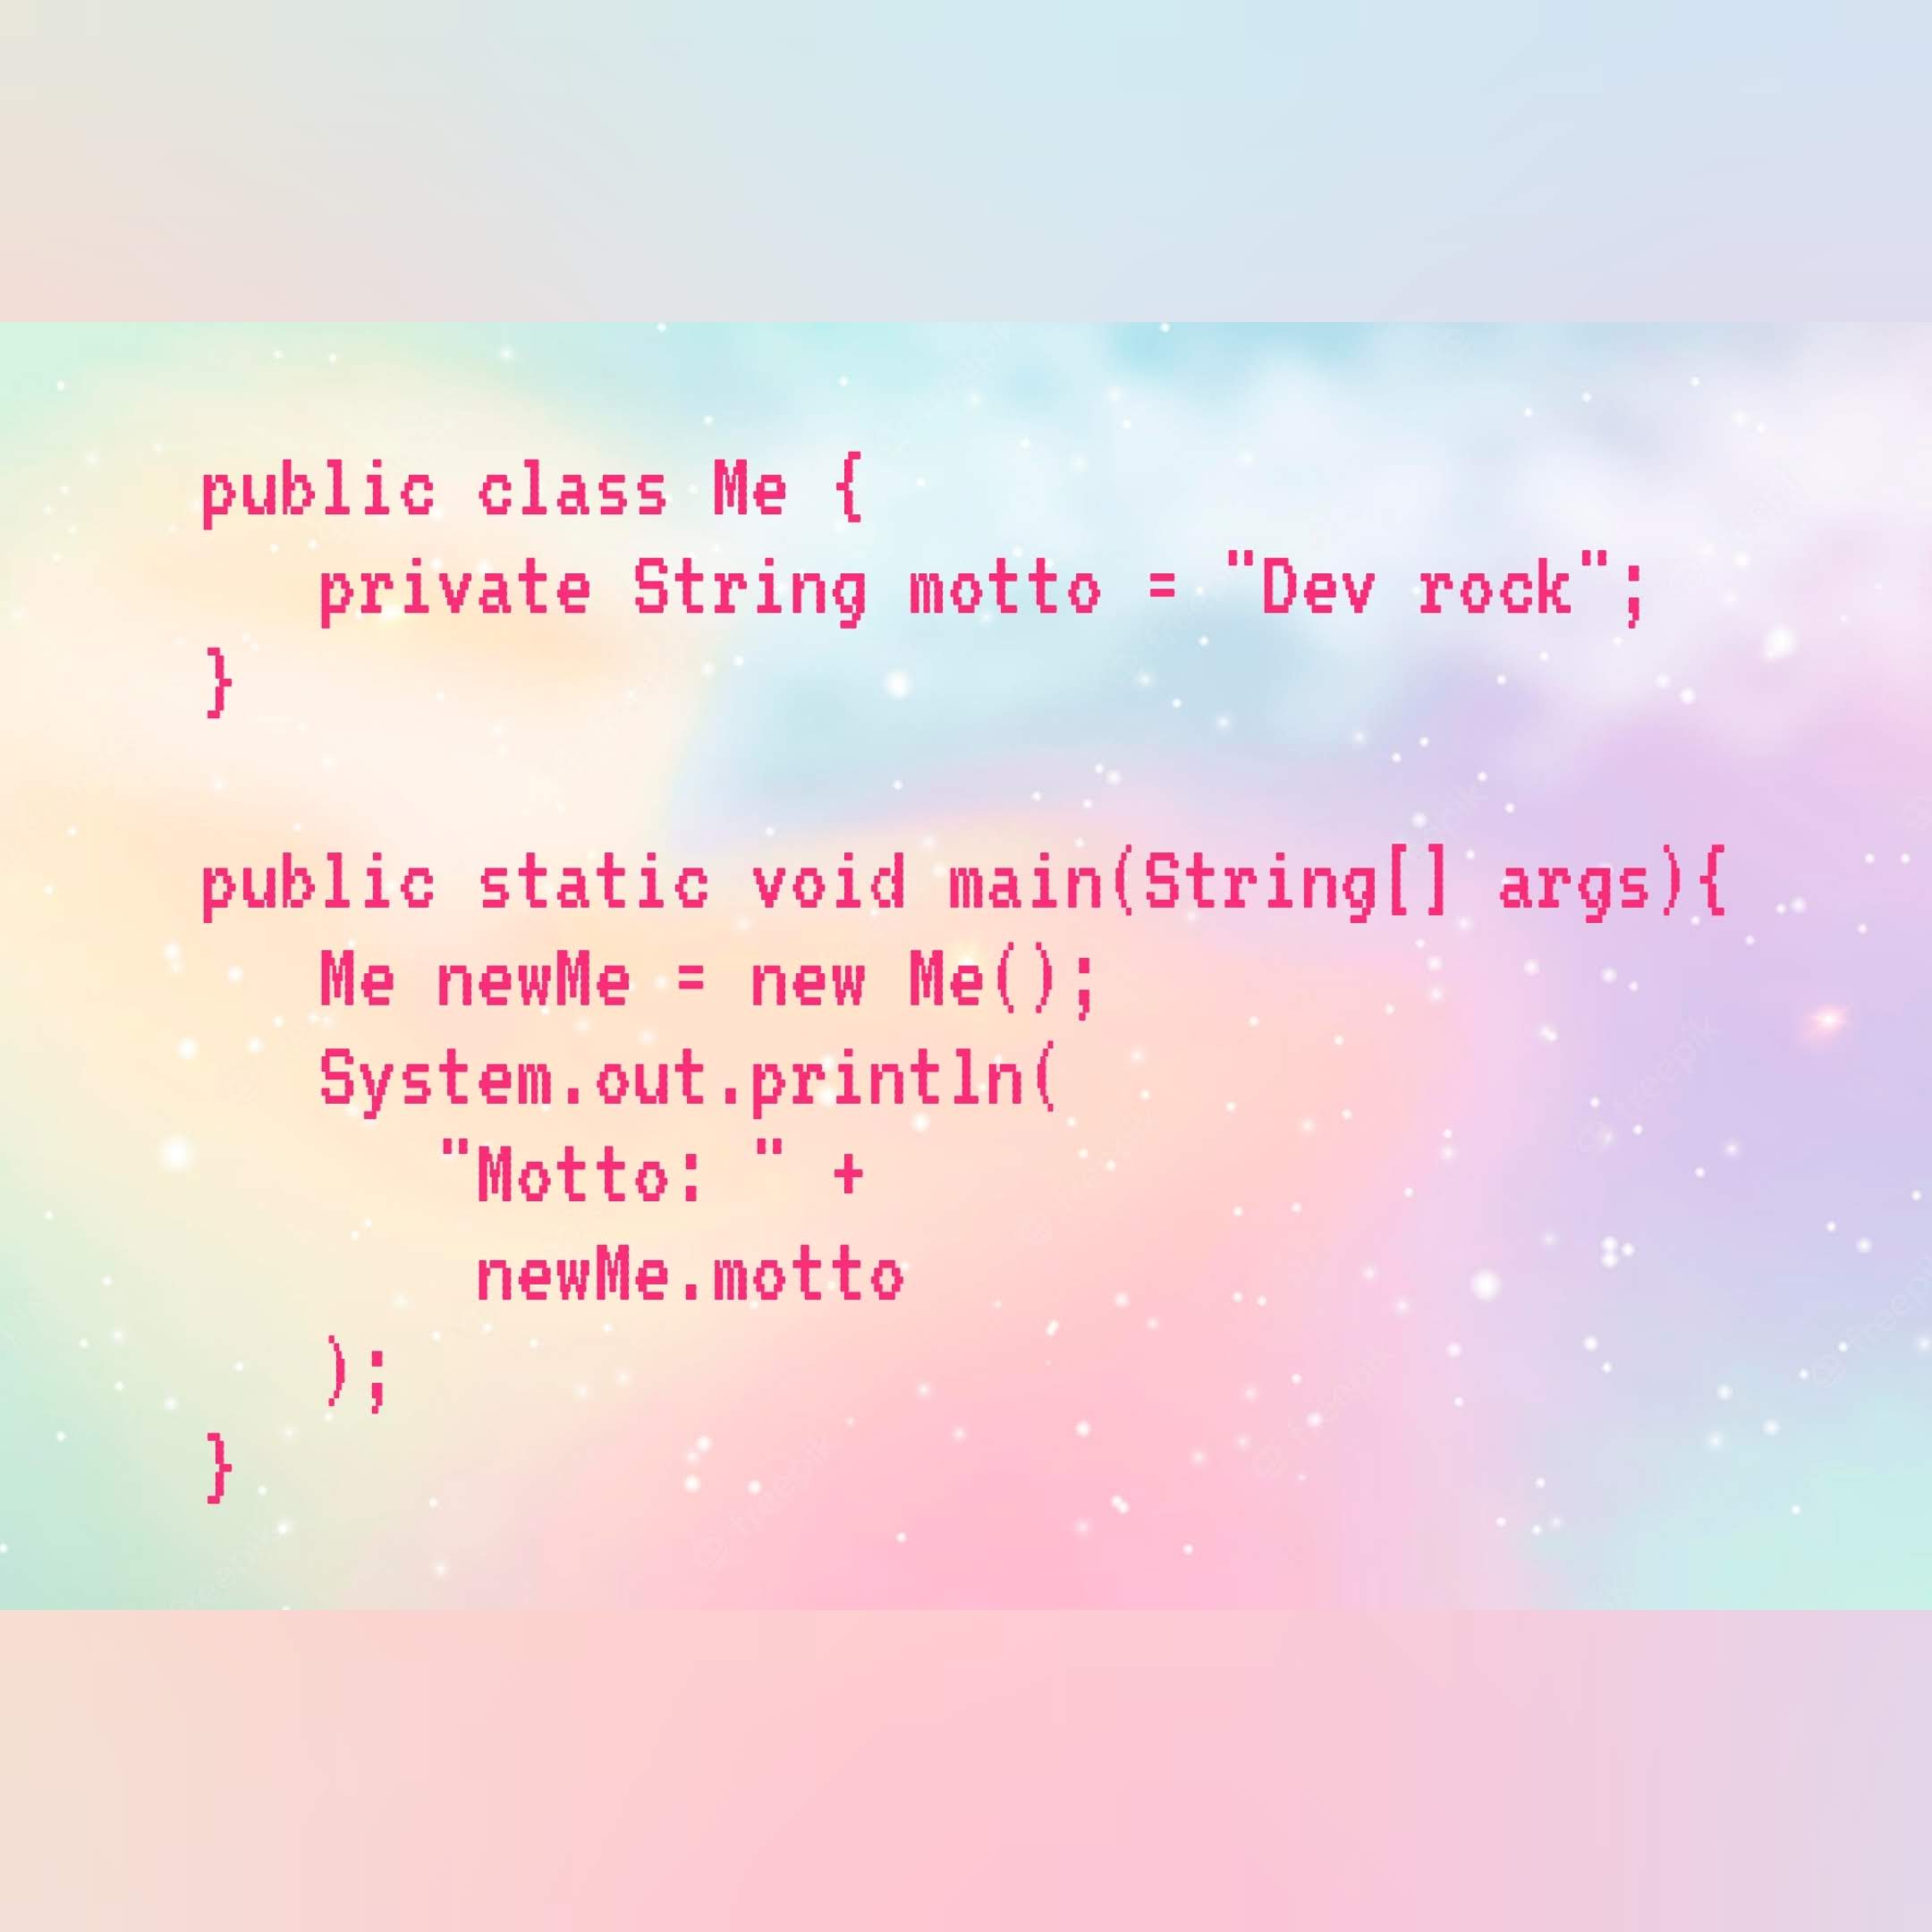 public class Me {
private String motto = "Dev rock";
}
public static void main(String[] args){
Me newMe = new Me();
System.out.println(
"Motto: " +
newMe.motto
);
}